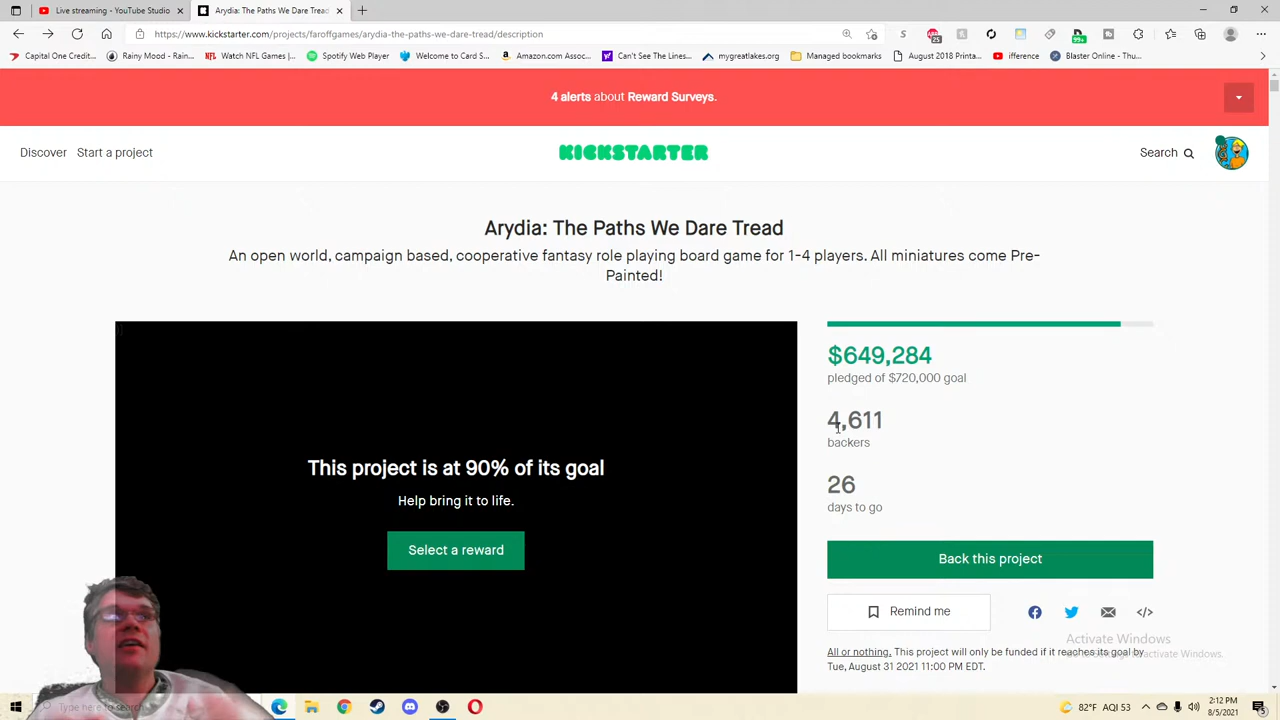 Live streaming - YouTube Studio
Arydia: The Paths We Dare Tread
https://www.kickstarter.com/projects/faroffgames/arydia-the-paths-we-dare-tread/description
Capital One Credit...
Rainy Mood - Rain...
Watch NFL Games |...
Spotify Web Player
Welcome to Card S...
Amazon.com Assoc...
Can't See The Lines...
mygreatlakes.org
Managed bookmarks
August 2018 Printa...
ifference
Blaster Online - Thu...
4 alerts about Reward Surveys.
Discover
Start a project
KICKSTARTER
Search
Arydia: The Paths We Dare Tread
An open world, campaign based, cooperative fantasy role playing board game for 1-4 players. All miniatures come Pre-
Painted!
$649,284
pledged of $720,000 goal
4,611
backers
26
days to go
This project is at 90% of its goal
Help bring it to life.
Select a reward
Back this project
Remind me
Activate Windows
All or nothing. This project will only be funded if it reaches its goal by
Tue, August 31 2021 11:00 PM EDT.
Type here to search
82°F AQI 53
2:12 PM
8/5/2021